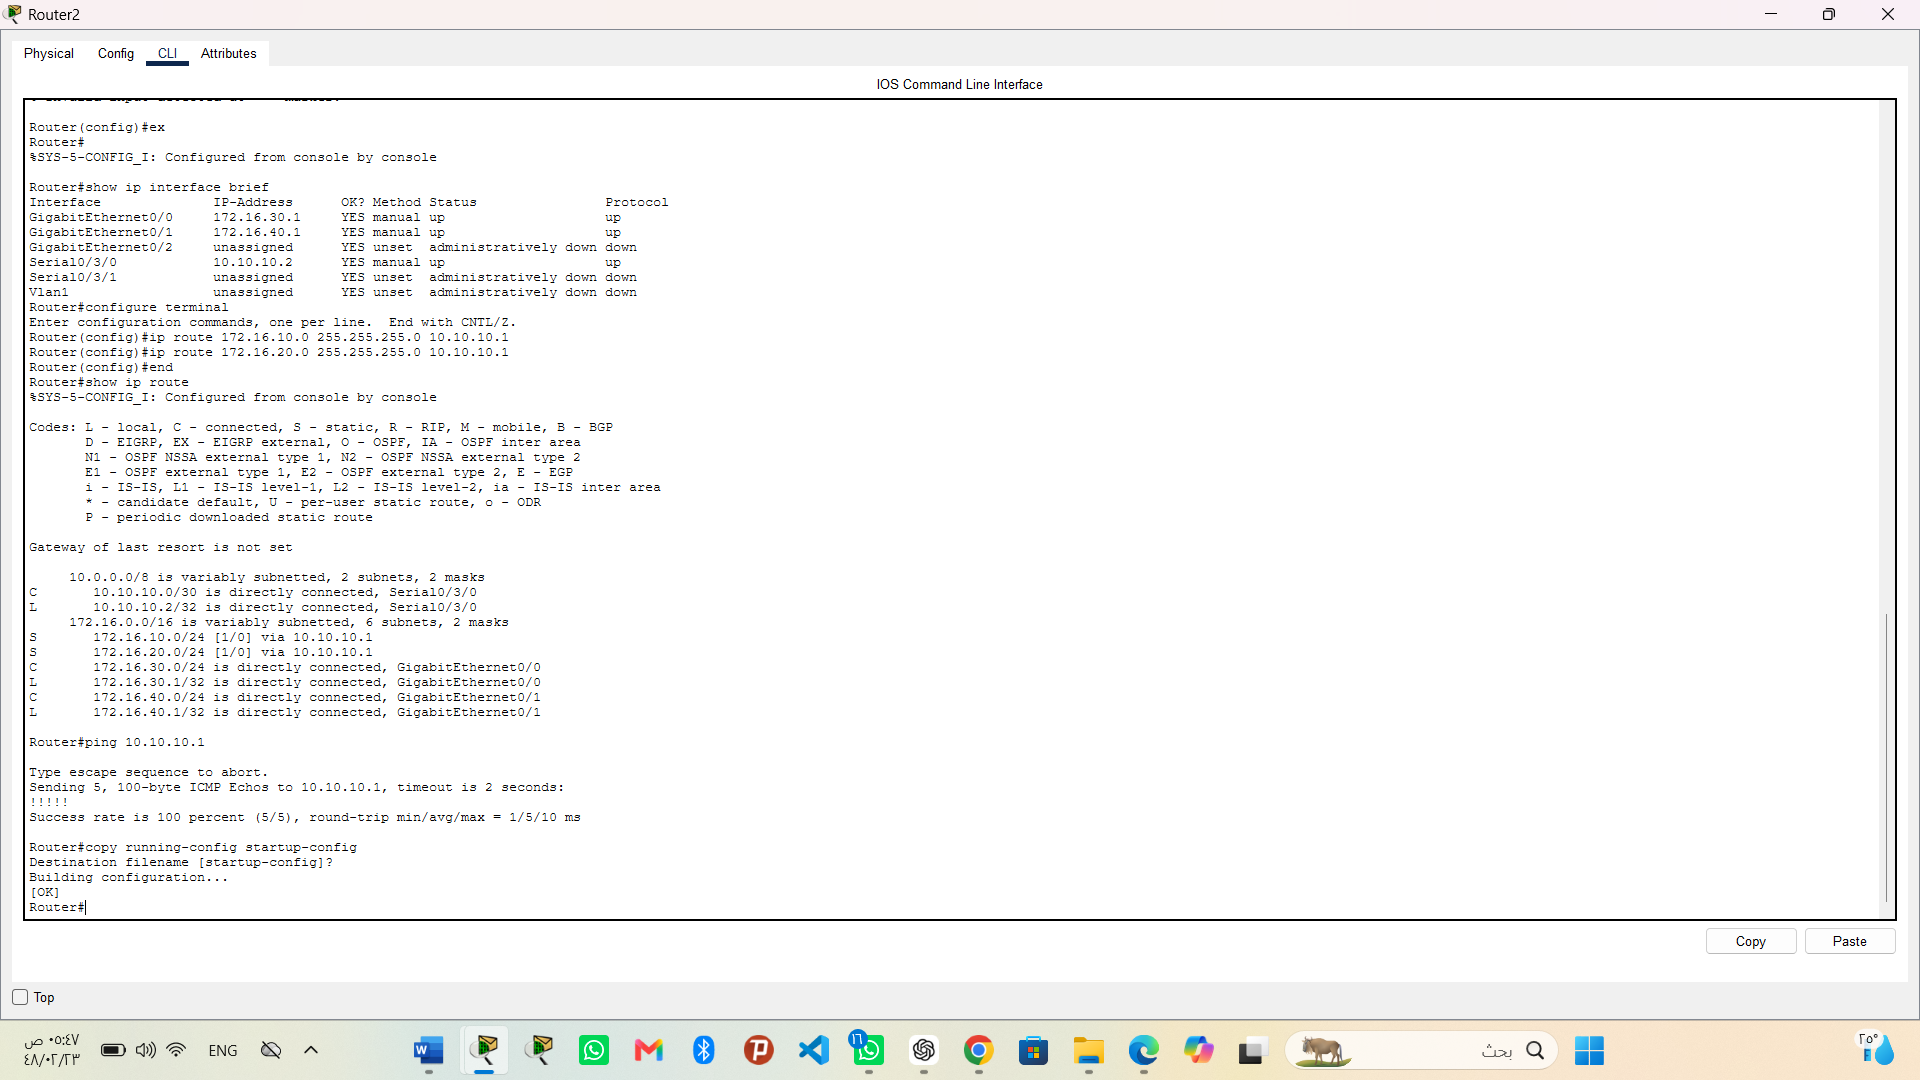 Router2
Physical Config CLI Attributes
IOS Command Line Interface
Router(config)#ex
Router#
%SYS-5-CONFIG_I: Configured from console by console
Router#show ip interface brief
Interface IP-Address OK? Method Status Protocol
GigabitEthernet0/0 172.16.30.1 YES manual up up
GigabitEthernet0/1 172.16.40.1 YES manual up up
GigabitEthernet0/2 unassigned YES unset administratively down down
Serial0/3/0 10.10.10.2 YES manual up up
Serial0/3/1 unassigned YES unset administratively down down
Vlan1 unassigned YES unset administratively down down
Router#configure terminal
Enter configuration commands, one per line. End with CNTL/Z.
Router(config)#ip route 172.16.10.0 255.255.255.0 10.10.10.1
Router(config)#ip route 172.16.20.0 255.255.255.0 10.10.10.1
Router(config)#end
Router#show ip route
%SYS-5-CONFIG_I: Configured from console by console
Codes: L - local, C - connected, S - static, R - RIP, M - mobile, B - BGP
D - EIGRP, EX - EIGRP external, O - OSPF, IA - OSPF inter area
N1 - OSPF NSSA external type 1, N2 - OSPF NSSA external type 2
E1 - OSPF external type 1, E2 - OSPF external type 2, E - EGP
i - IS-IS, L1 - IS-IS level-1, L2 - IS-IS level-2, ia - IS-IS inter area
* - candidate default, U - per-user static route, o - ODR
P - periodic downloaded static route
Gateway of last resort is not set
10.0.0.0/8 is variably subnetted, 2 subnets, 2 masks
C 10.10.10.0/30 is directly connected, Serial0/3/0
L 10.10.10.2/32 is directly connected, Serial0/3/0
172.16.0.0/16 is variably subnetted, 6 subnets, 2 masks
S 172.16.10.0/24 [1/0] via 10.10.10.1
S 172.16.20.0/24 [1/0] via 10.10.10.1
C 172.16.30.0/24 is directly connected, GigabitEthernet0/0
L 172.16.30.1/32 is directly connected, GigabitEthernet0/0
C 172.16.40.0/24 is directly connected, GigabitEthernet0/1
L 172.16.40.1/32 is directly connected, GigabitEthernet0/1
Router#ping 10.10.10.1
Type escape sequence to abort.
Sending 5, 100-byte ICMP Echos to 10.10.10.1, timeout is 2 seconds:
!!!!!
Success rate is 100 percent (5/5), round-trip min/avg/max = 1/5/10 ms
Router#copy running-config startup-config
Destination filename [startup-config]?
Building configuration...
[OK]
Router#
Copy Paste
Top
٠٥:٤٧ ص
٤٨/٠٢/٢٣
ENG
١٦
بحث
٢٥°